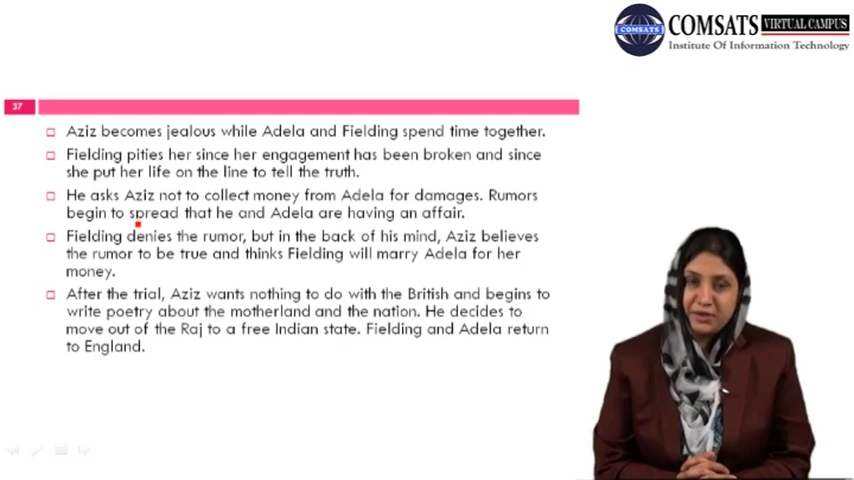 COMSATS VIRTUAL CAMPUS
COMSATS
Institute Of Information Technology
37
Aziz becomes jealous while Adela and Fielding spend time together.
Fielding pities her since her engagement has been broken and since
she put her life on the line to tell the truth.
He asks Aziz not to collect money from Adela for damages. Rumors
begin to spread that he and Adela are having an affair.
Fielding denies the rumor, but in the back of his mind, Aziz believes
the rumor to be true and thinks Fielding will marry Adela for her
money.
After the trial, Aziz wants nothing to do with the British and begins to
write poetry about the motherland and the nation. He decides to
move out of the Raj to a free Indian state. Fielding and Adela return
to England.